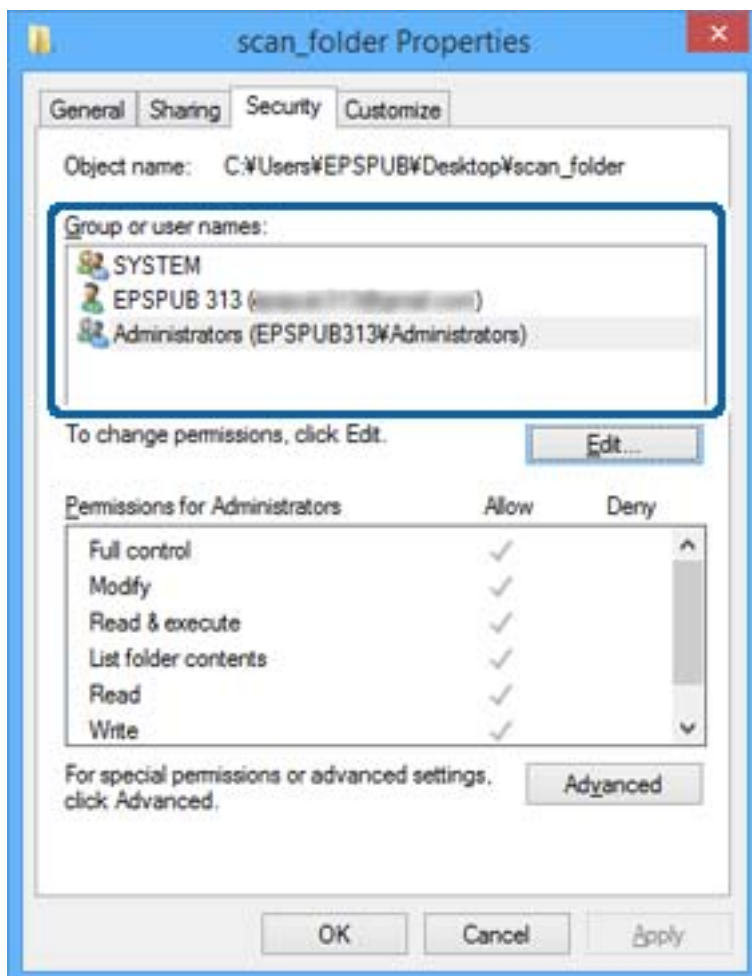 scan_folder Properties
General Sharing Security Customize
Object name: C:¥Users¥EPSPUB¥Desktop¥scan_folder
Group or user names:
SYSTEM
EPSPUB 313 ( )
Administrators (EPSPUB313¥Administrators)
To change permissions, click Edit. Edit...
Permissions for Administrators Allow Deny
Full control
Modify
Read & execute
List folder contents
Read
Write
For special permissions or advanced settings, click Advanced. Advanced
OK Cancel Apply